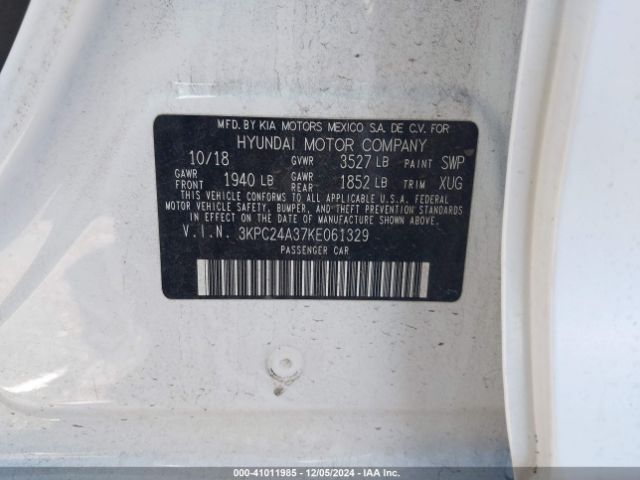 MFD. BY KIA MOTORS MEXICO S.A. DE C.V. FOR
HYUNDAI MOTOR COMPANY
10/18 GVWR 3527 LB PAINT SWP
GAWR FRONT 1940 LB GAWR REAR 1852 LB TRIM XUG
THIS VEHICLE CONFORMS TO ALL APPLICABLE U.S.A. FEDERAL
MOTOR VEHICLE SAFETY, BUMPER, AND THEFT PREVENTION STANDARDS
IN EFFECT ON THE DATE OF MANUFACTURE SHOWN ABOVE.
V.I.N. 3KPC24A37KE061329
PASSENGER CAR
000-41011985 - 12/05/2024 - IAA Inc.